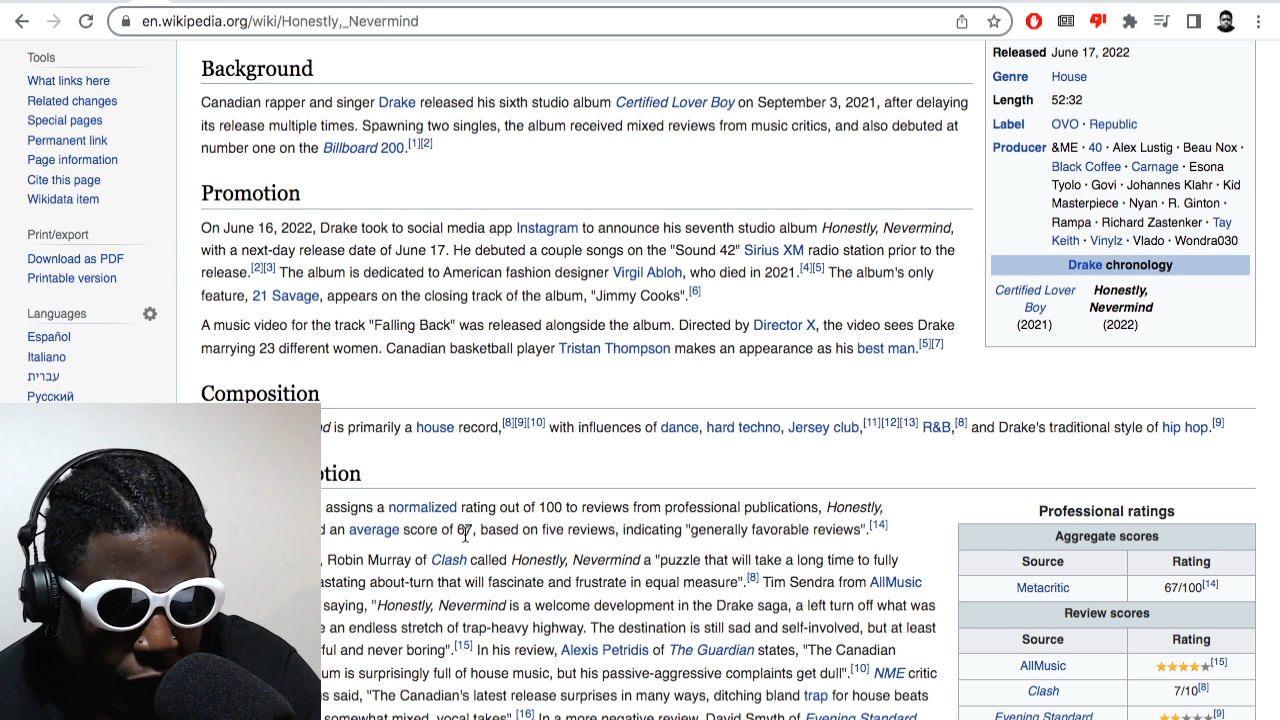 en.wikipedia.org/wiki/Honestly,_Nevermind
Tools
What links here
Related changes
Special pages
Permanent link
Page information
Cite this page
Wikidata item
Print/export
Download as PDF
Printable version
Languages
Español
Italiano
עברית
Русский
Background
Canadian rapper and singer Drake released his sixth studio album Certified Lover Boy on September 3, 2021, after delaying
its release multiple times. Spawning two singles, the album received mixed reviews from music critics, and also debuted at
number one on the Billboard 200.[1][2]
Promotion
On June 16, 2022, Drake took to social media app Instagram to announce his seventh studio album Honestly, Nevermind,
with a next-day release date of June 17. He debuted a couple songs on the "Sound 42" Sirius XM radio station prior to the
release.[2][3] The album is dedicated to American fashion designer Virgil Abloh, who died in 2021.[4][5] The album's only
feature, 21 Savage, appears on the closing track of the album, "Jimmy Cooks".[6]
A music video for the track "Falling Back" was released alongside the album. Directed by Director X, the video sees Drake
marrying 23 different women. Canadian basketball player Tristan Thompson makes an appearance as his best man.[5][7]
Composition
is primarily a house record,[8][9][10] with influences of dance, hard techno, Jersey club,[11][12][13] R&B,[8] and Drake's traditional style of hip hop.[9]
assigns a normalized rating out of 100 to reviews from professional publications, Honestly,
an average score of 67, based on five reviews, indicating "generally favorable reviews".[14]
Robin Murray of Clash called Honestly, Nevermind a "puzzle that will take a long time to fully
about-turn that will fascinate and frustrate in equal measure".[8] Tim Sendra from AllMusic
saying, "Honestly, Nevermind is a welcome development in the Drake saga, a left turn off what was
an endless stretch of trap-heavy highway. The destination is still sad and self-involved, but at least
and never boring".[15] In his review, Alexis Petridis of The Guardian states, "The Canadian
is surprisingly full of house music, but his passive-aggressive complaints get dull".[10] NME critic
said, "The Canadian's latest release surprises in many ways, ditching bland trap for house beats
somewhat mixed, vocal takes".[16] In a more negative review, David Smyth of Evening Standard
Released June 17, 2022
Genre House
Length 52:32
Label OVO · Republic
Producer &ME · 40 · Alex Lustig · Beau Nox ·
Black Coffee · Carnage · Esona
Tyolo · Govi · Johannes Klahr · Kid
Masterpiece · Nyan · R. Ginton ·
Rampa · Richard Zastenker · Tay
Keith · Vinylz · Vlado · Wondra030
Drake chronology
Certified Lover Boy (2021)
Honestly, Nevermind (2022)
Professional ratings
Aggregate scores
Source Rating
Metacritic 67/100[14]
Review scores
Source Rating
AllMusic ★★★★★[15]
Clash 7/10[8]
Evening Standard [9]